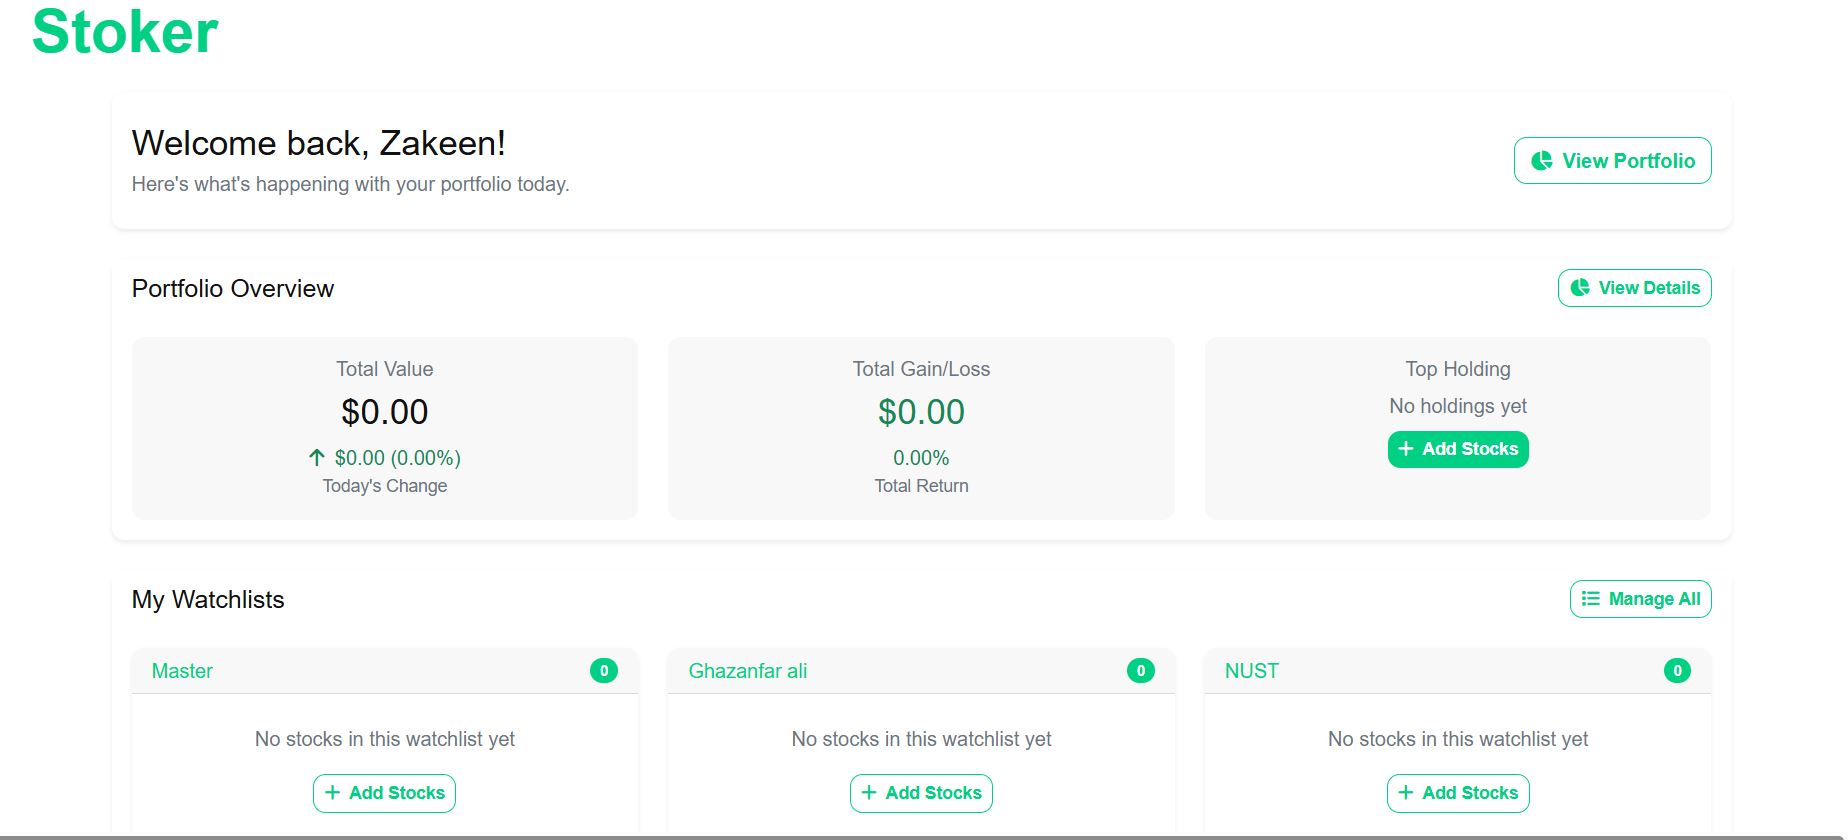 Stoker
Welcome back, Zakeen!
Here's what's happening with your portfolio today.
View Portfolio
Portfolio Overview
View Details
Total Value
$0.00
$0.00 (0.00%)
Today's Change
Total Gain/Loss
$0.00
0.00%
Total Return
Top Holding
No holdings yet
+ Add Stocks
My Watchlists
Manage All
Master
0
No stocks in this watchlist yet
+ Add Stocks
Ghazanfar ali
0
No stocks in this watchlist yet
+ Add Stocks
NUST
0
No stocks in this watchlist yet
+ Add Stocks